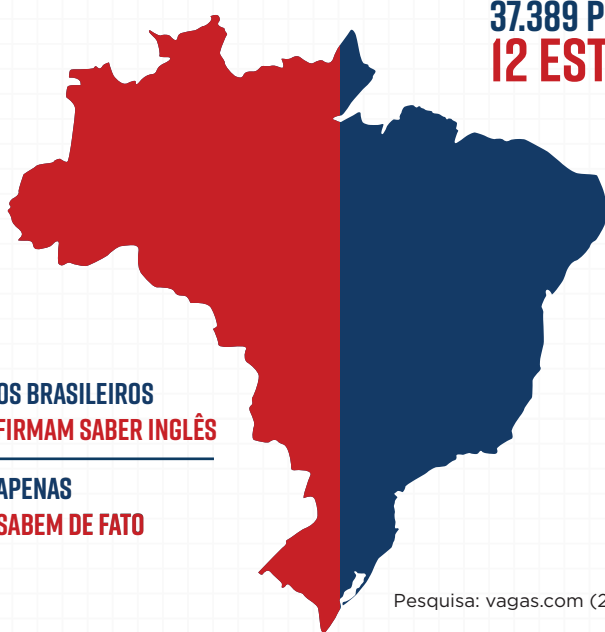 37.389 P
12 EST
OS BRASILEIROS
FIRMAM SABER INGLÊS
APENAS
SABEM DE FATO
Pesquisa: vagas.com (2